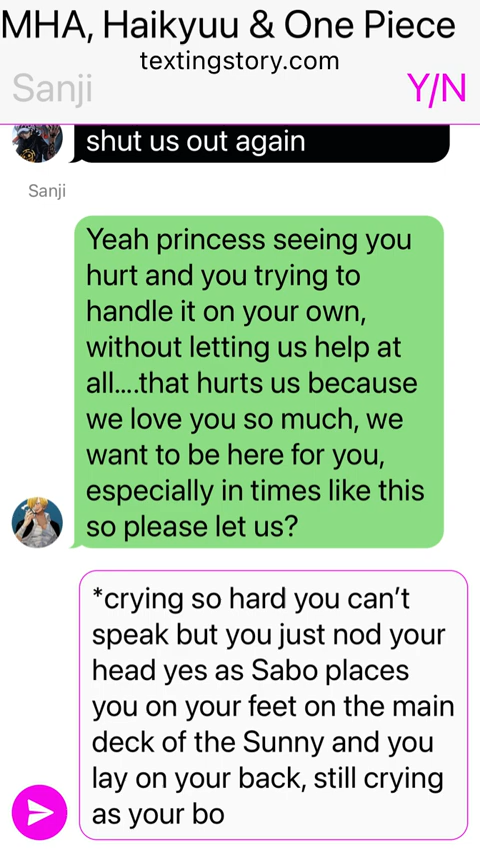 MHA, Haikyuu & One Piece
textingstory.com
Sanji
Y/N
shut us out again
Sanji
Yeah princess seeing you
hurt and you trying to
handle it on your own,
without letting us help at
all....that hurts us because
we love you so much, we
want to be here for you,
especially in times like this
so please let us?
*crying so hard you can’t
speak but you just nod your
head yes as Sabo places
you on your feet on the main
deck of the Sunny and you
lay on your back, still crying
as your bo